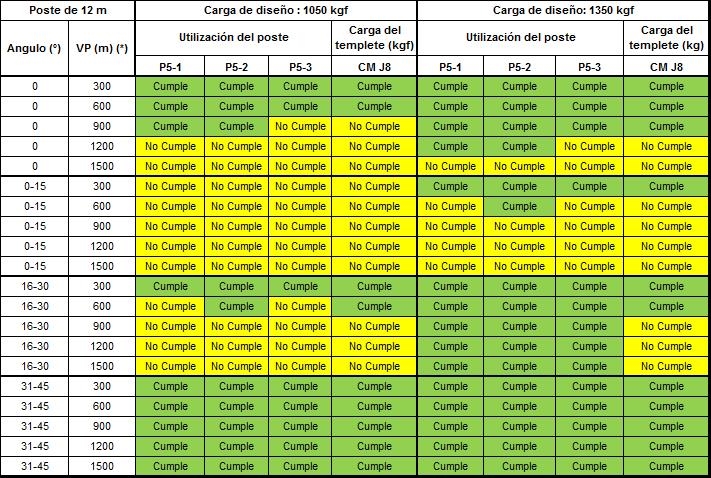 Poste de 12 m Carga de diseño : 1050 kgf Carga de diseño: 1350 kgf
Angulo (°) VP (m) (*) Utilización del poste Carga del templete (kgf) Utilización del poste Carga del templete (kg)
P5-1 P5-2 P5-3 CM J8 P5-1 P5-2 P5-3 CM J8
0 300 Cumple Cumple Cumple Cumple Cumple Cumple Cumple Cumple
0 600 Cumple Cumple Cumple Cumple Cumple Cumple Cumple Cumple
0 900 Cumple Cumple No Cumple No Cumple Cumple Cumple Cumple Cumple
0 1200 No Cumple No Cumple No Cumple No Cumple Cumple Cumple No Cumple No Cumple
0 1500 No Cumple No Cumple No Cumple No Cumple No Cumple No Cumple No Cumple No Cumple
0-15 300 No Cumple No Cumple No Cumple No Cumple Cumple Cumple Cumple Cumple
0-15 600 No Cumple No Cumple No Cumple No Cumple No Cumple Cumple No Cumple No Cumple
0-15 900 No Cumple No Cumple No Cumple No Cumple No Cumple No Cumple No Cumple No Cumple
0-15 1200 No Cumple No Cumple No Cumple No Cumple No Cumple No Cumple No Cumple No Cumple
0-15 1500 No Cumple No Cumple No Cumple No Cumple No Cumple No Cumple No Cumple No Cumple
16-30 300 Cumple Cumple Cumple Cumple Cumple Cumple Cumple Cumple
16-30 600 No Cumple Cumple No Cumple Cumple Cumple Cumple Cumple Cumple
16-30 900 No Cumple No Cumple No Cumple No Cumple Cumple Cumple Cumple No Cumple
16-30 1200 No Cumple No Cumple No Cumple No Cumple Cumple Cumple Cumple No Cumple
16-30 1500 No Cumple No Cumple No Cumple No Cumple Cumple Cumple Cumple No Cumple
31-45 300 Cumple Cumple Cumple Cumple Cumple Cumple Cumple Cumple
31-45 600 Cumple Cumple Cumple Cumple Cumple Cumple Cumple Cumple
31-45 900 Cumple Cumple Cumple Cumple Cumple Cumple Cumple Cumple
31-45 1200 Cumple Cumple Cumple Cumple Cumple Cumple Cumple Cumple
31-45 1500 Cumple Cumple Cumple Cumple Cumple Cumple Cumple Cumple